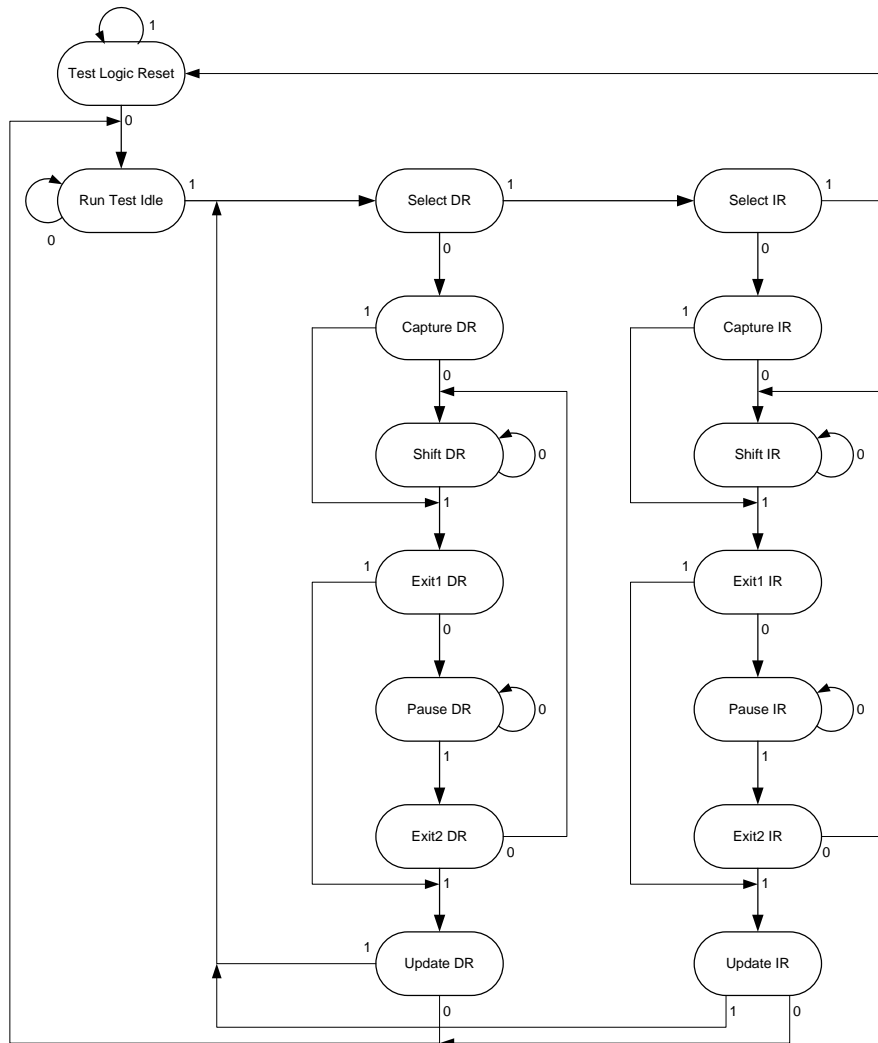 1
Test Logic Reset
0
Run Test Idle
1
0
Select DR
1
Select IR
1
0
0
1
Capture DR
1
Capture IR
0
0
Shift DR
0
Shift IR
0
1
1
1
Exit1 DR
1
Exit1 IR
0
0
Pause DR
0
Pause IR
0
1
1
Exit2 DR
0
Exit2 IR
0
1
1
1
Update DR
Update IR
0
1
0